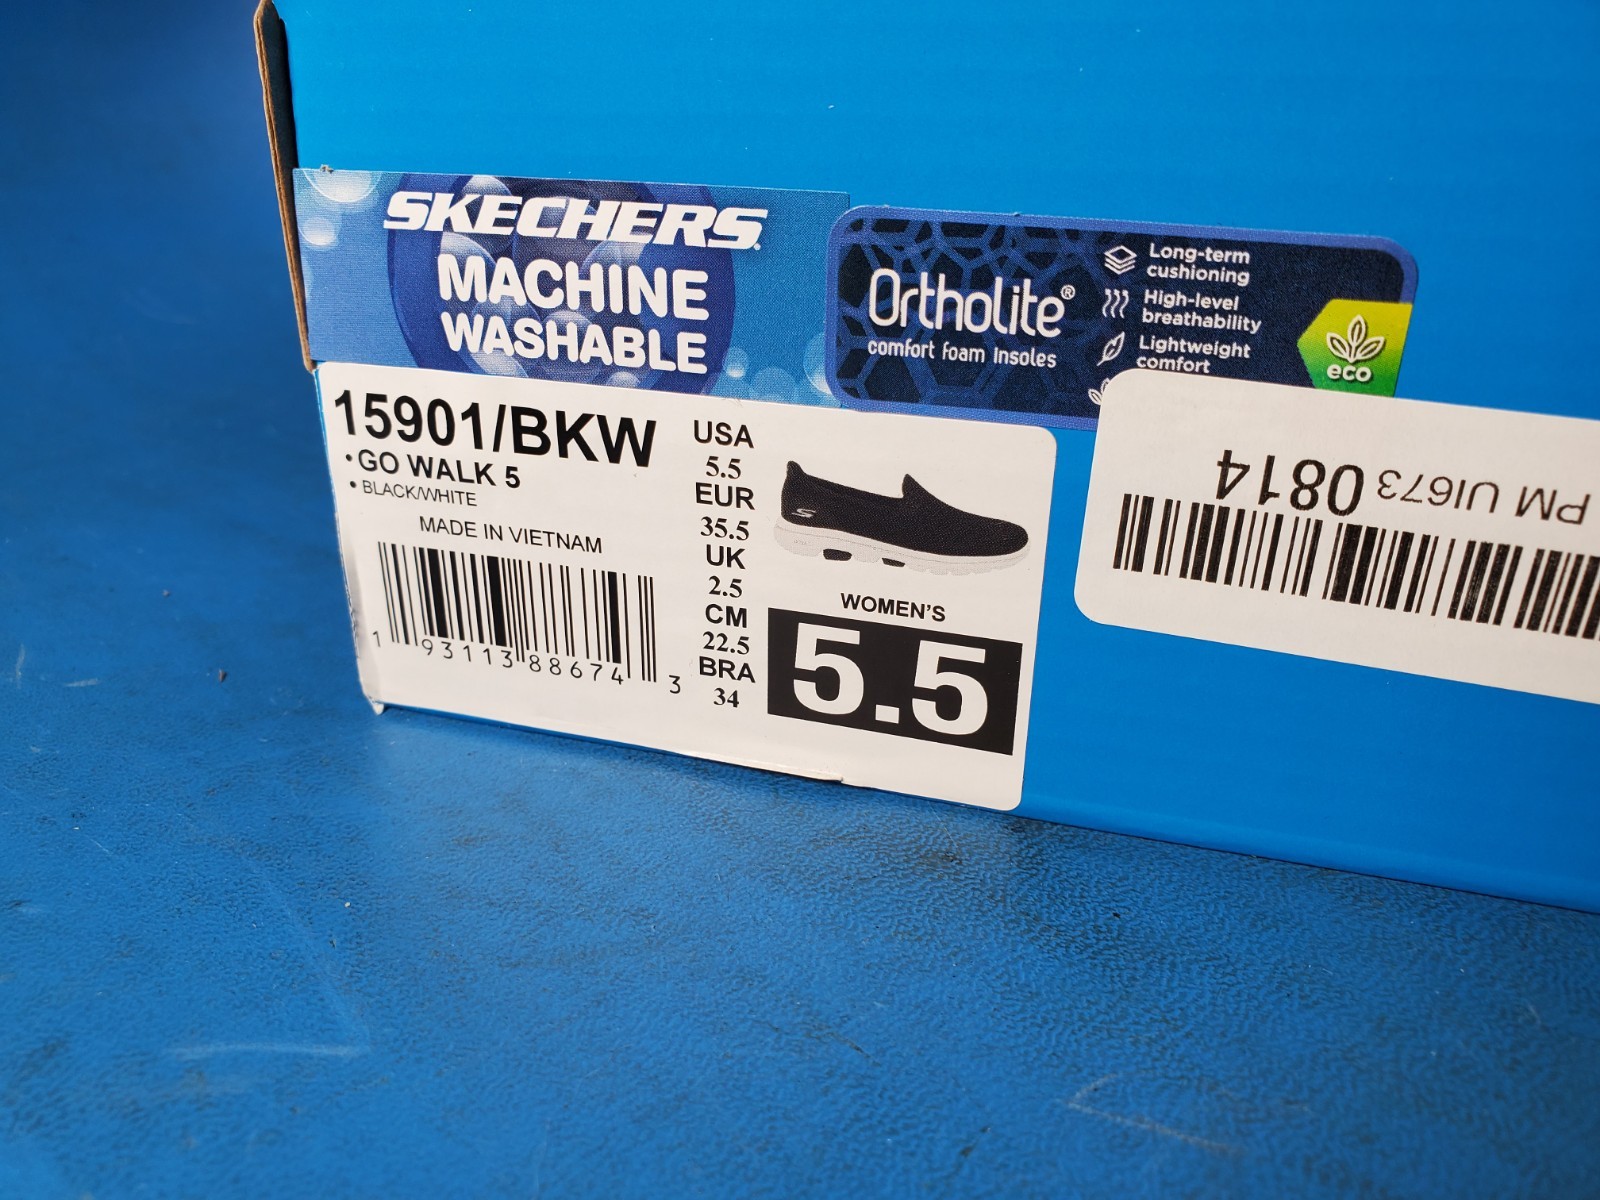 SKECHERS
MACHINE
WASHABLE
Ortholite®
comfort foam Insoles
Long-term
cushioning
High-level
breathability
Lightweight
comfort
eco
15901/BKW
• GO WALK 5
• BLACK/WHITE
MADE IN VIETNAM
1 93113 88674 3
USA
5.5
EUR
35.5
UK
2.5
CM
22.5
BRA
34
S
WOMEN'S
5.5
PM UI673 0814